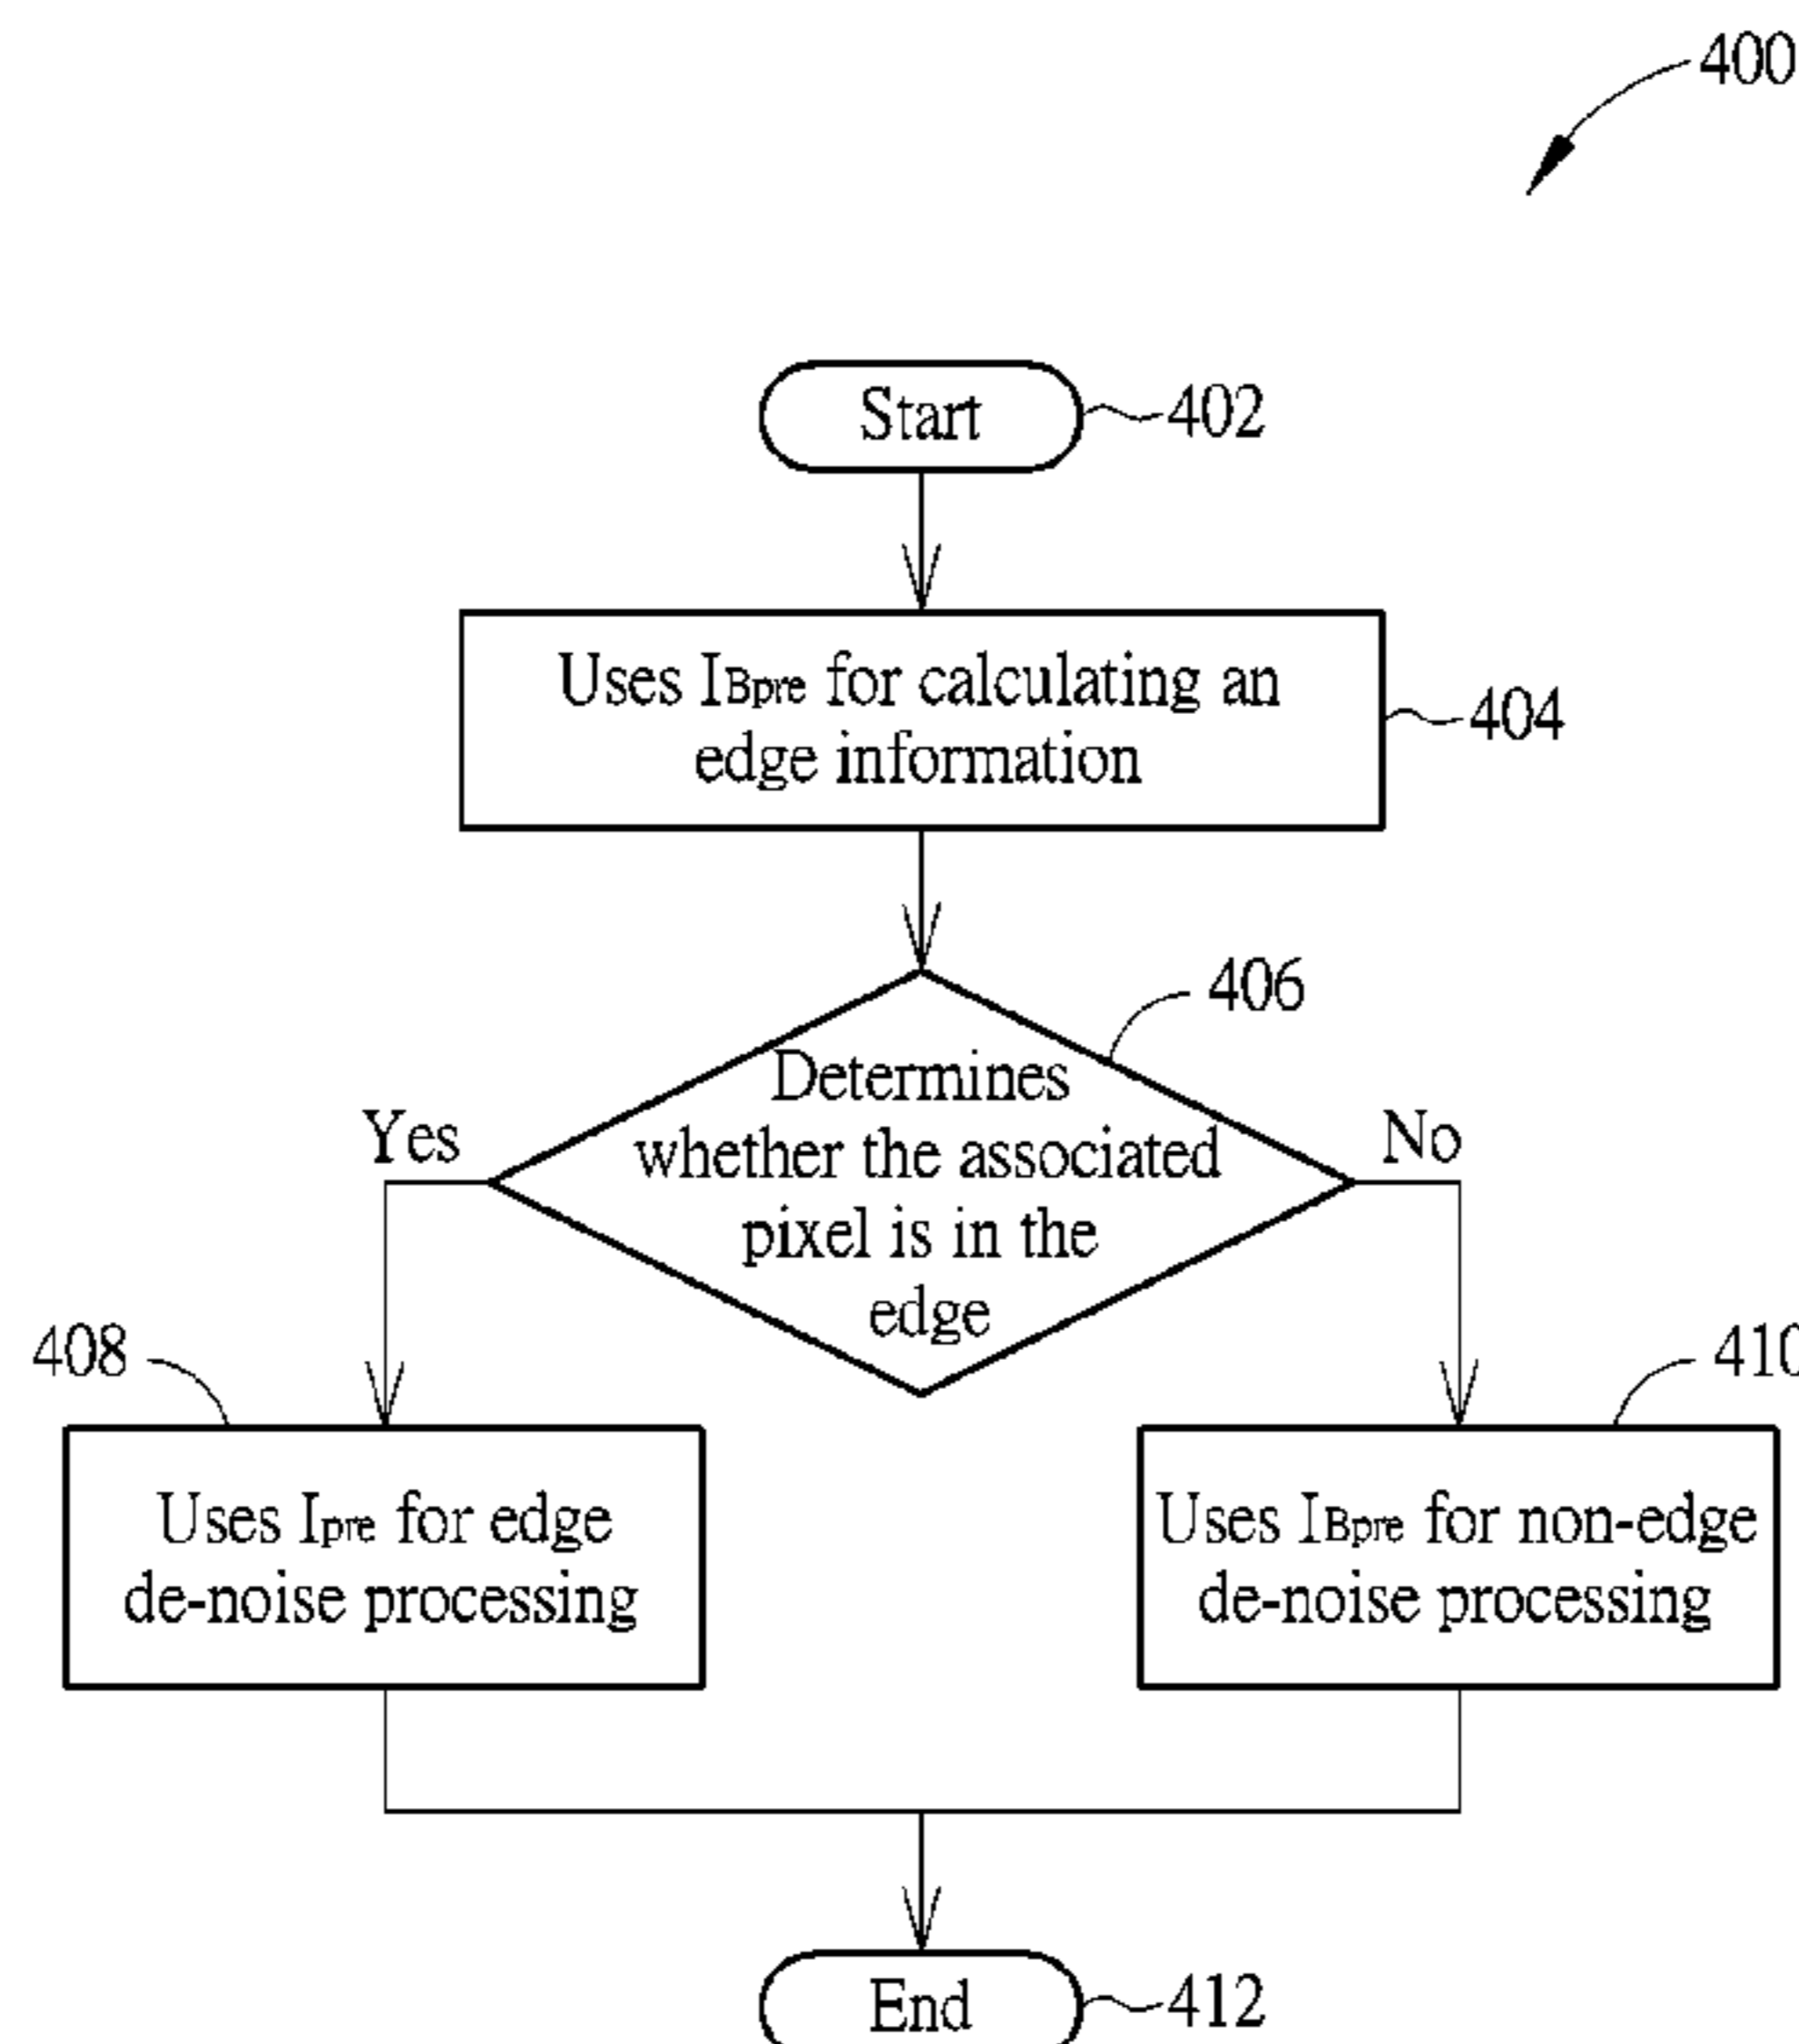 400
Start
402
Uses IBpre for calculating an
edge information
404
406
Determines
whether the associated
pixel is in the
edge
Yes
No
408
410
Uses Ipre for edge
de-noise processing
Uses IBpre for non-edge
de-noise processing
End
412